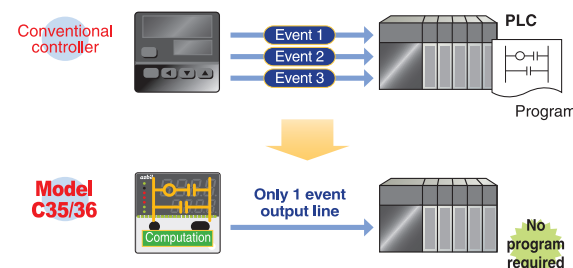 Conventional
controller
Event 1
Event 2
Event 3
PLC
Program
Model
C35/36
azbil
Computation
Only 1 event
output line
No
program
required